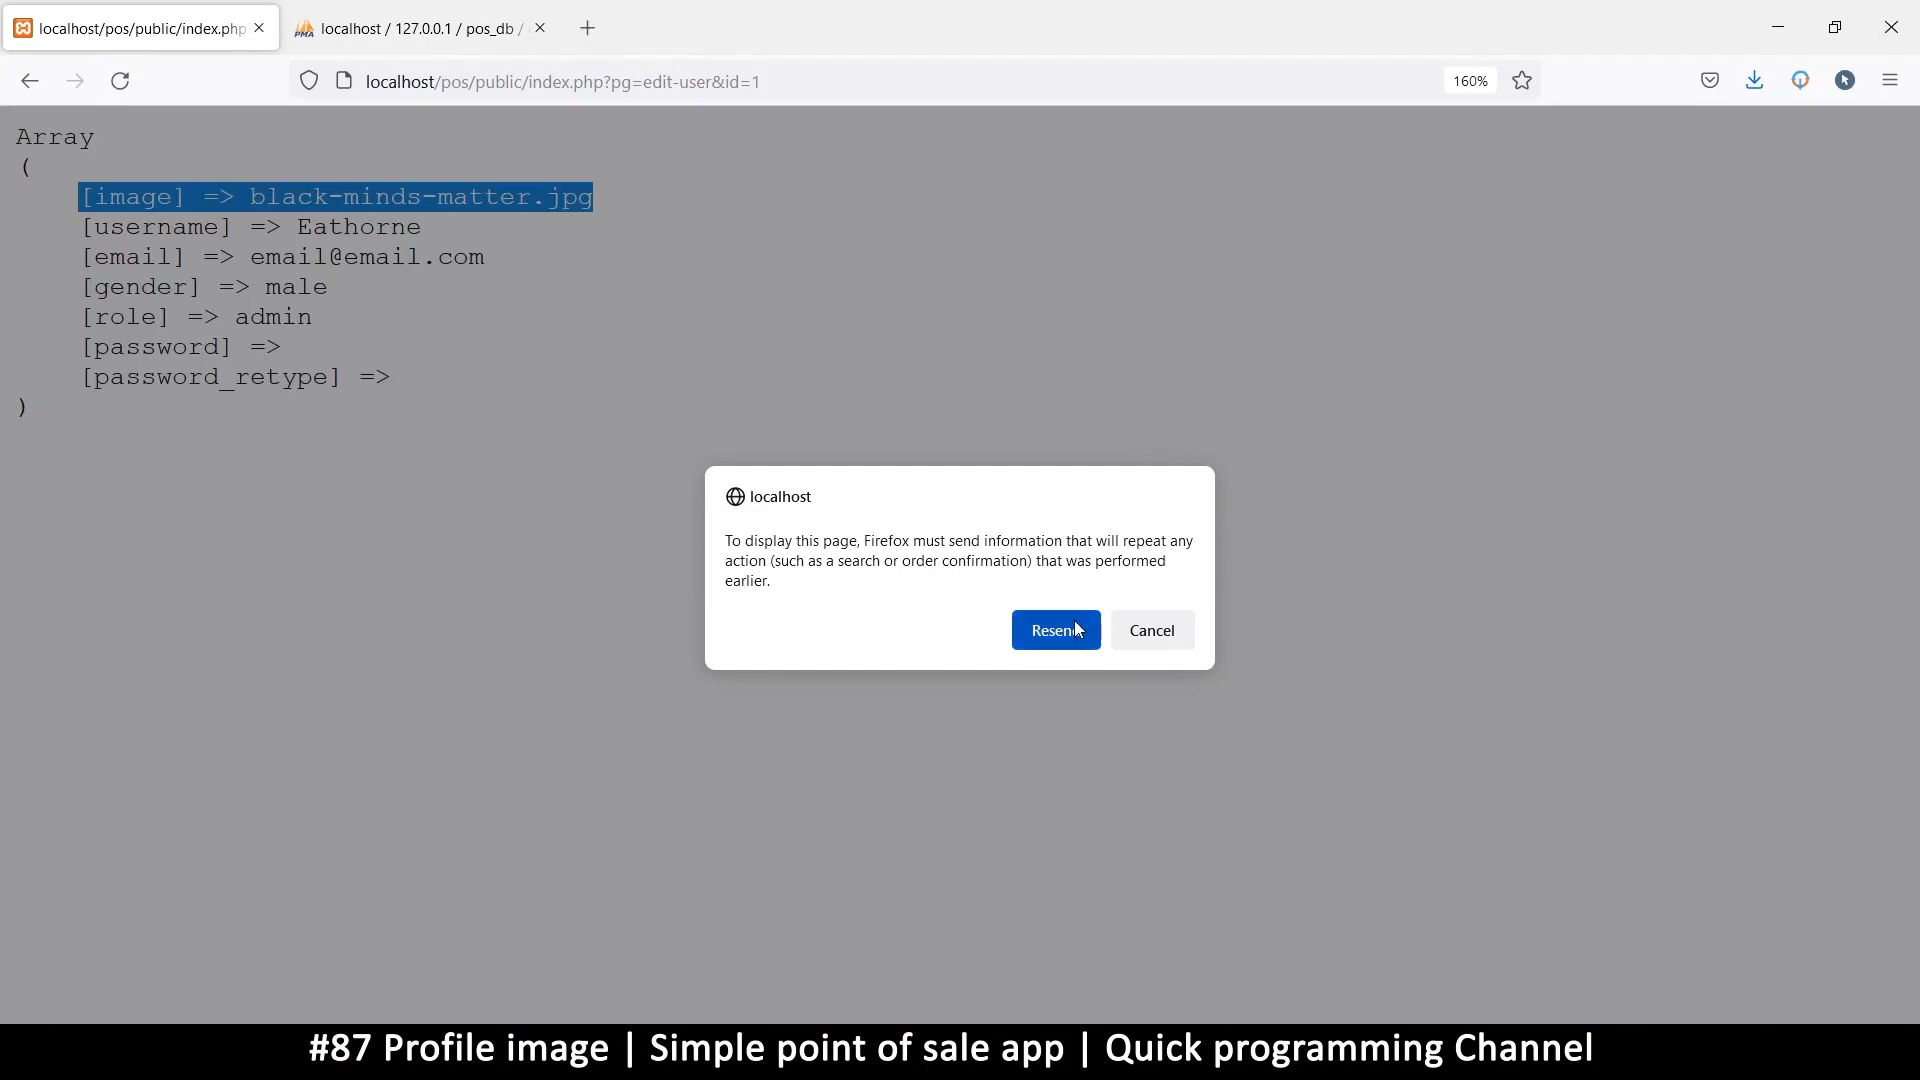 localhost/pos/public/index.php
localhost / 127.0.0.1 / pos_db /
localhost/pos/public/index.php?pg=edit-user&id=1
160%
Array
(
[image] => black-minds-matter.jpg
[username] => Eathorne
[email] => email@email.com
[gender] => male
[role] => admin
[password] =>
[password_retype] =>
)
localhost
To display this page, Firefox must send information that will repeat any
action (such as a search or order confirmation) that was performed
earlier.
Resend Cancel
#87 Profile image | Simple point of sale app | Quick programming Channel